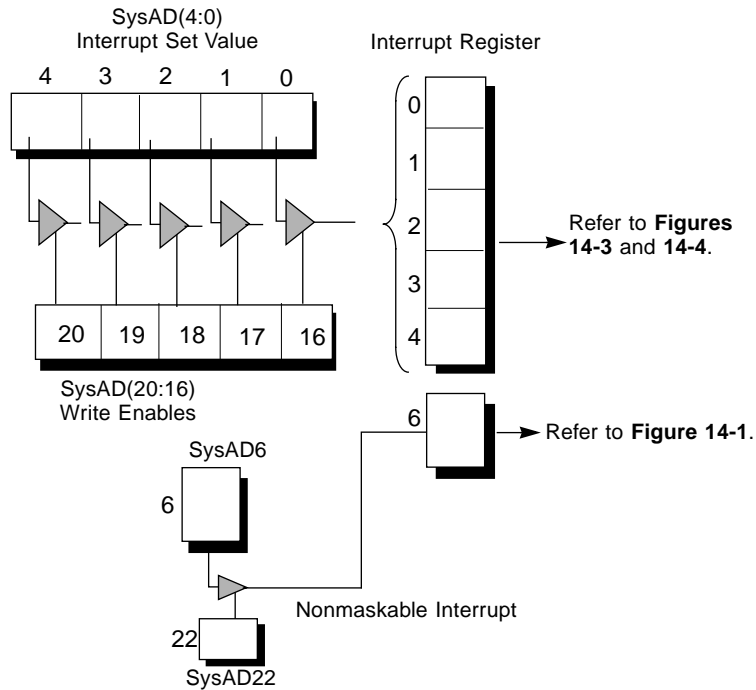 SysAD(4:0)
Interrupt Set Value
4 3 2 1 0
Interrupt Register
0
1
2
3
4
Refer to Figures
14-3 and 14-4.
20 19 18 17 16
SysAD(20:16)
Write Enables
6
Refer to Figure 14-1.
SysAD6
6
Nonmaskable Interrupt
22
SysAD22